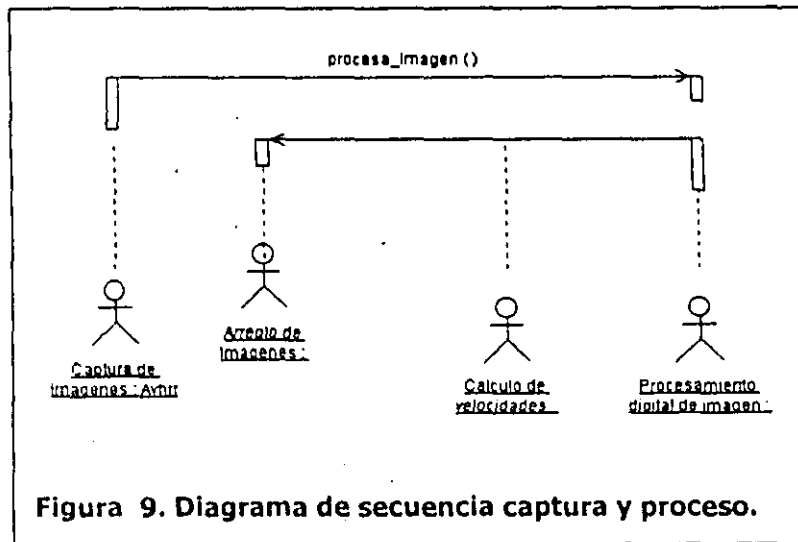 procesa_Imagen ()
Arreglo de
Imagenes :
Captura de
Imagenes : Avhrr
Calculo de
velocidades :
Procesamiento
digital de imagen :
Figura 9. Diagrama de secuencia captura y proceso.